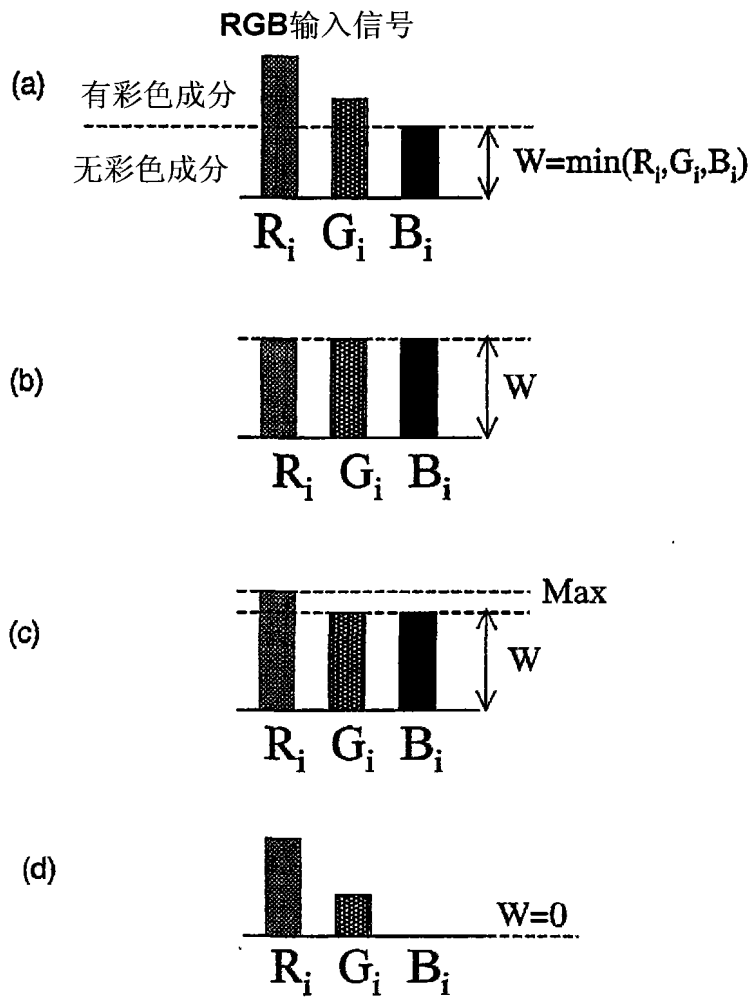 RGB输入信号
(a)
有彩色成分
无彩色成分
W=min(Ri,Gi,Bi)
Ri Gi Bi
(b)
W
Ri Gi Bi
Max
(c)
W
Ri Gi Bi
(d)
W=0
Ri Gi Bi